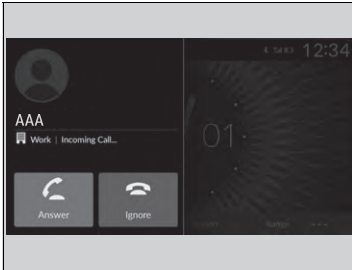 12:34
AAA
Work | Incoming Call...
01
Answer
Ignore